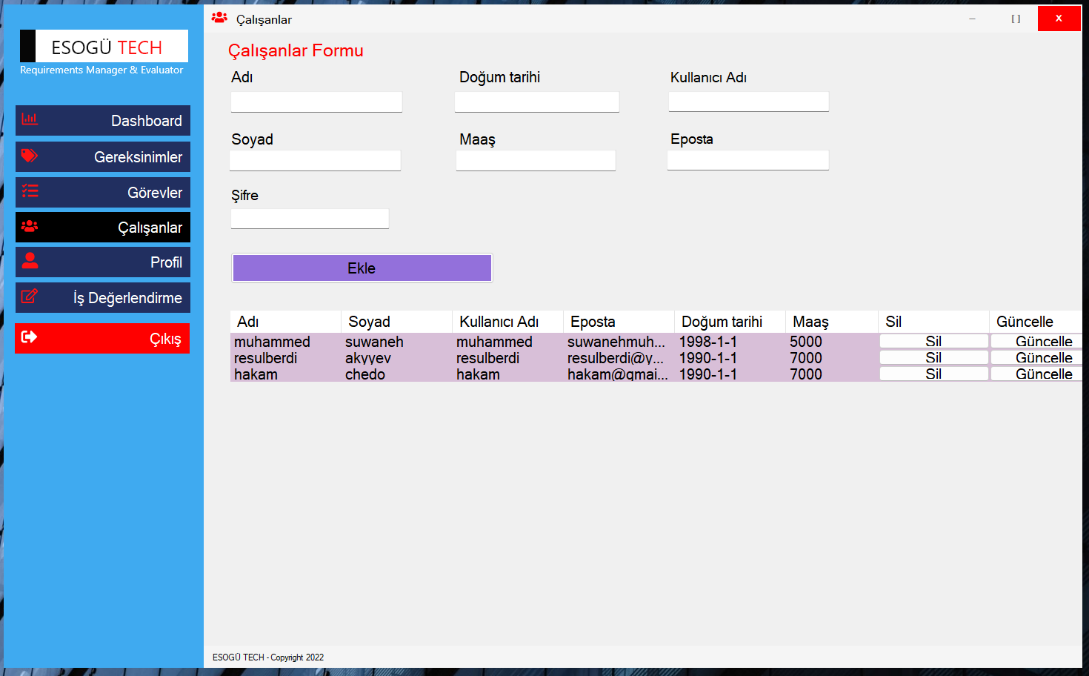 ESOGÜ TECH
Requirements Manager & Evaluator
Dashboard
Gereksinimler
Görevler
Çalışanlar
Profil
İş Değerlendirme
Çıkış
Çalışanlar
X
Çalışanlar Formu
Adı Doğum tarihi Kullanıcı Adı
Soyad Maaş Eposta
Şifre
Ekle
Adı Soyad Kullanıcı Adı Eposta Doğum tarihi Maaş Sil Güncelle
muhammed suwaneh muhammed suwanehmuh... 1998-1-1 5000 Sil Güncelle
resulberdi akyyev resulberdi resulberdi@y... 1990-1-1 7000 Sil Güncelle
hakam chedo hakam hakam@gmai... 1990-1-1 7000 Sil Güncelle
ESOGÜ TECH - Copyright 2022